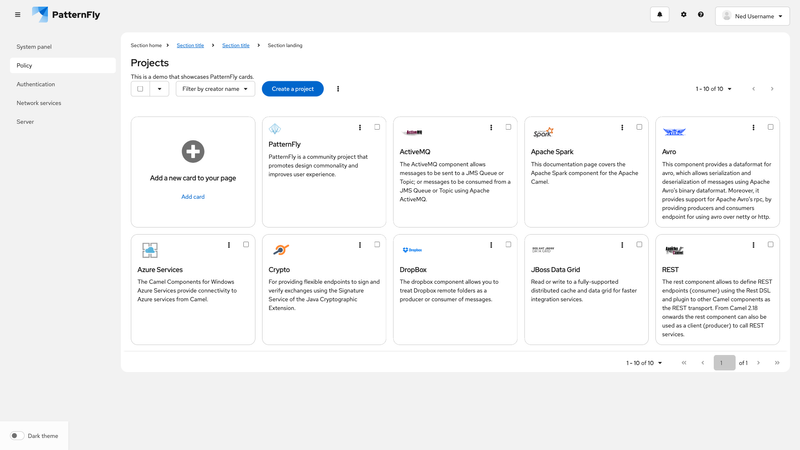 PatternFly
Ned Username
System panel
Policy
Authentication
Network services
Server
Section home
Section title
Section title
Section landing
Projects
This is a demo that showcases PatternFly cards.
Filter by creator name
Create a project
1 - 10 of 10
Add a new card to your page
Add card
PatternFly
PatternFly is a community project that
promotes design commonality and
improves user experience.
ActiveMQ
ActiveMQ
The ActiveMQ component allows
messages to be sent to a JMS Queue or
Topic; or messages to be consumed from a
JMS Queue or Topic using Apache
ActiveMQ.
Spark
Apache Spark
This documentation page covers the
Apache Spark component for the
Apache Camel.
Avro
This component provides a dataformat for
avro, which allows serialization and
deserialization of messages using Apache
Avro's binary dataformat. Moreover, it
provides support for Apache Avro's rpc, by
providing producers and consumers
endpoint for using avro over netty or http.
Azure Services
The Camel Components for Windows
Azure Services provide connectivity to
Azure services from Camel.
Crypto
For providing flexible endpoints to sign and
verify exchanges using the Signature
Service of the Java Cryptographic
Extension.
Dropbox
DropBox
The dropbox component allows you to
treat Dropbox remote folders as a
producer or consumer of messages.
JBoss Data Grid
Read or write to a fully-supported
distributed cache and data grid for faster
integration services.
REST
The rest component allows to define REST
endpoints (consumer) using the Rest DSL
and plugin to other Camel components as
the REST transport. From Camel 2.18
onwards the rest component can also be
used as a client (producer) to call REST
services.
1 - 10 of 10
1
of 1
Dark theme